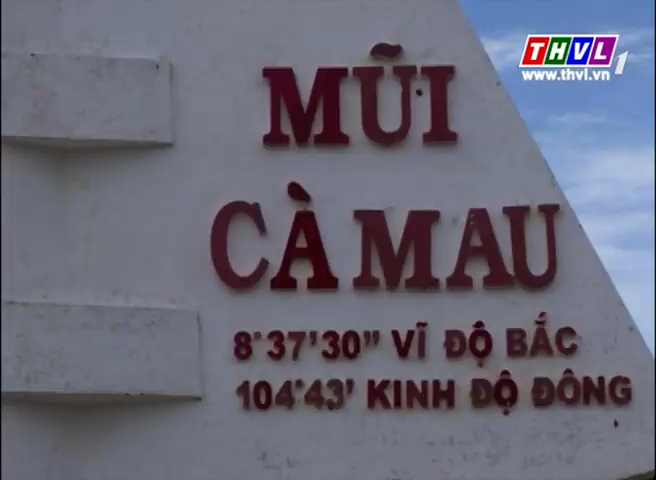 THVL1
www.thvl.vn
MŨI
CÀ MAU
8°37'30" VĨ ĐỘ BẮC
104°43' KINH ĐỘ ĐÔNG